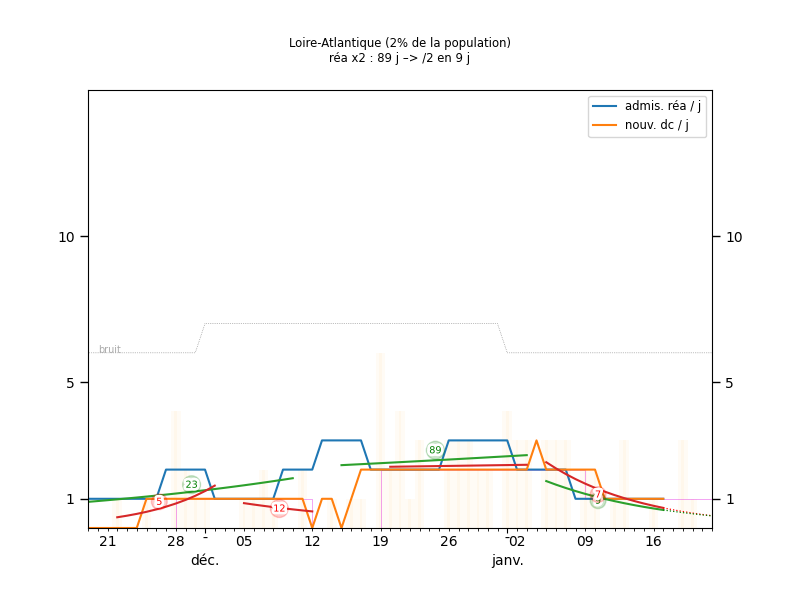 Loire-Atlantique (2% de la population)
réa x2 : 89 j –> /2 en 9 j
admis. réa / j
nouv. dc / j
10 10
bruit
5 5
89
23
5
12
7
9
1 1
21 28 05 12 19 26 02 09 16
déc. janv.